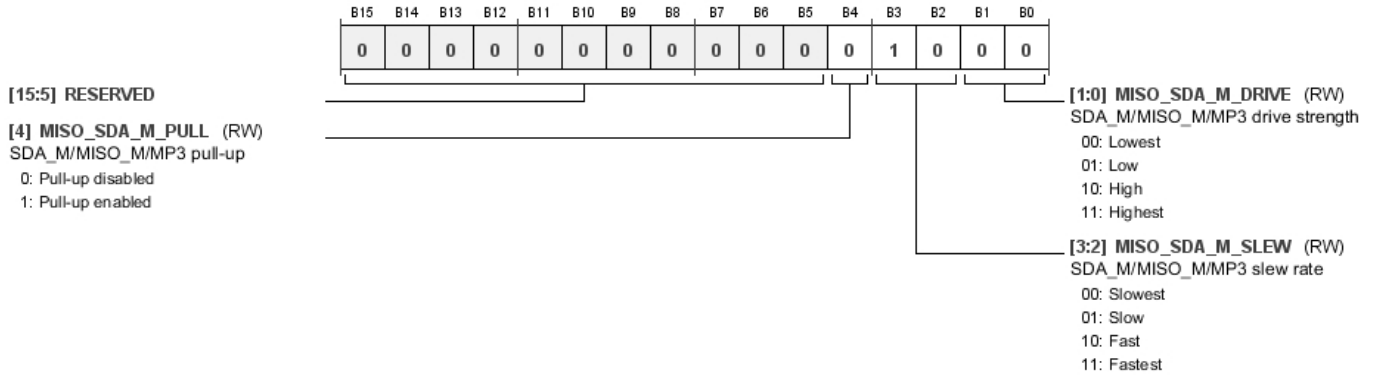 B15 B14 B13 B12 B11 B10 B9 B8 B7 B6 B5 B4 B3 B2 B1 B0
0 0 0 0 0 0 0 0 0 0 0 0 1 0 0 0
[15:5] RESERVED
[4] MISO_SDA_M_PULL (RW)
SDA_M/MISO_M/MP3 pull-up
0: Pull-up disabled
1: Pull-up enabled
[1:0] MISO_SDA_M_DRIVE (RW)
SDA_M/MISO_M/MP3 drive strength
00: Lowest
01: Low
10: High
11: Highest
[3:2] MISO_SDA_M_SLEW (RW)
SDA_M/MISO_M/MP3 slew rate
00: Slowest
01: Slow
10: Fast
11: Fastest